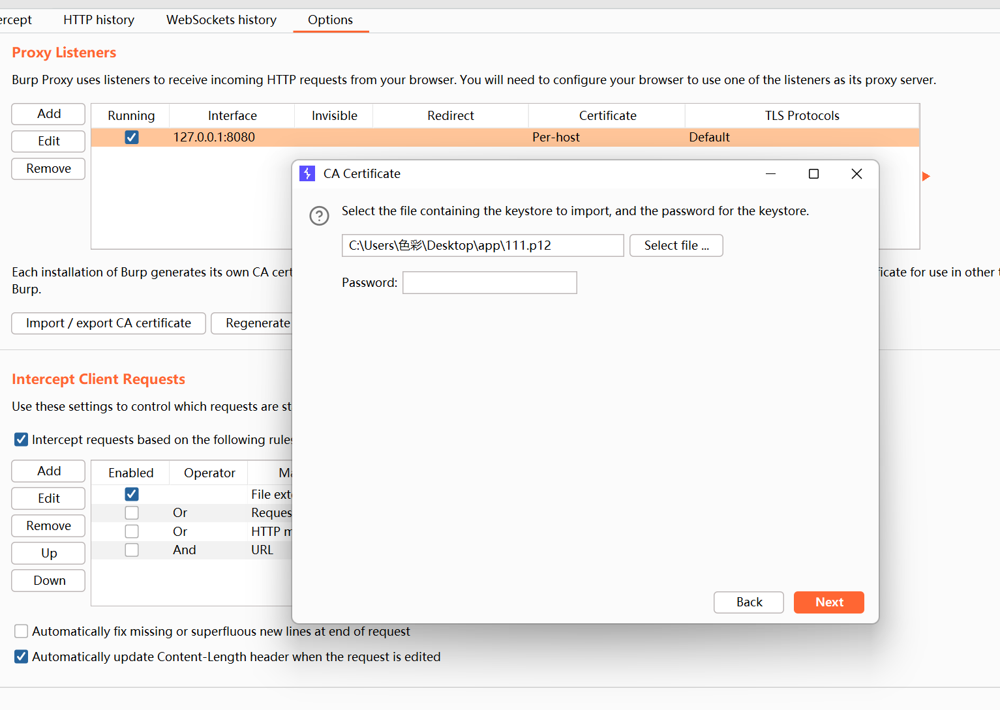 ercept HTTP history WebSockets history Options
Proxy Listeners
Burp Proxy uses listeners to receive incoming HTTP requests from your browser. You will need to configure your browser to use one of the listeners as its proxy server.
Add
Edit
Remove
Running Interface Invisible Redirect Certificate TLS Protocols
127.0.0.1:8080 Per-host Default
CA Certificate
Select the file containing the keystore to import, and the password for the keystore.
C:\Users\色彩\Desktop\app\111.p12 Select file ...
Password:
Back Next
Each installation of Burp generates its own CA cert
ficate for use in other t
Burp.
Import / export CA certificate Regenerate
Intercept Client Requests
Use these settings to control which requests are st
Intercept requests based on the following rules
Add
Edit
Remove
Up
Down
Enabled Operator Ma
File exte
Or Reques
Or HTTP m
And URL
Automatically fix missing or superfluous new lines at end of request
Automatically update Content-Length header when the request is edited